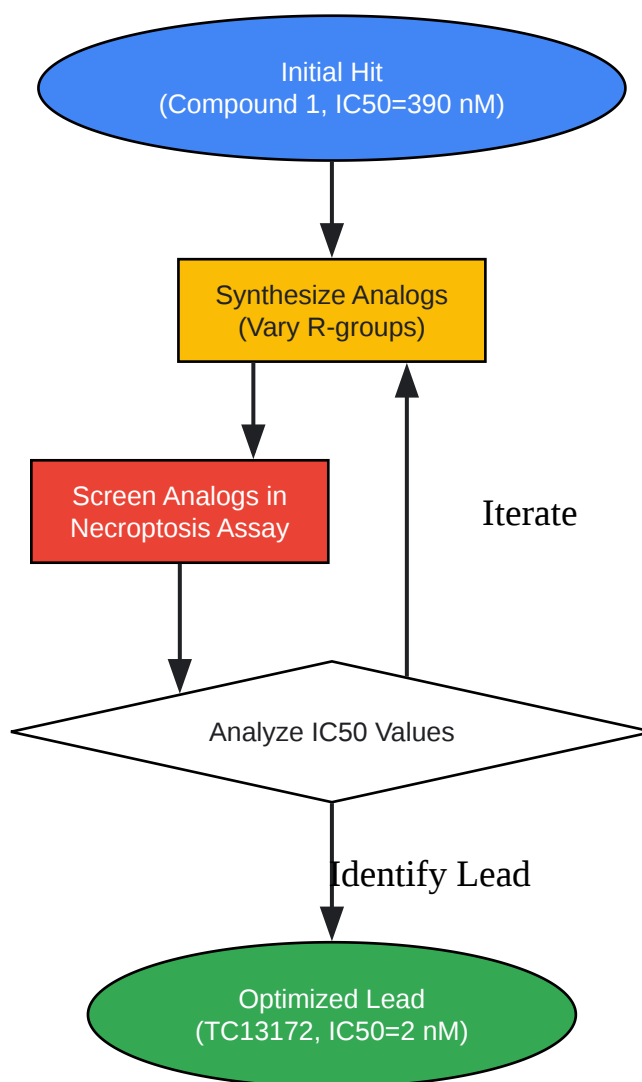 Initial Hit
(Compound 1, IC50=390 nM)
Synthesize Analogs
(Vary R-groups)
Screen Analogs in
Necroptosis Assay
Iterate
Analyze IC50 Values
Identify Lead
Optimized Lead
(TC13172, IC50=2 nM)